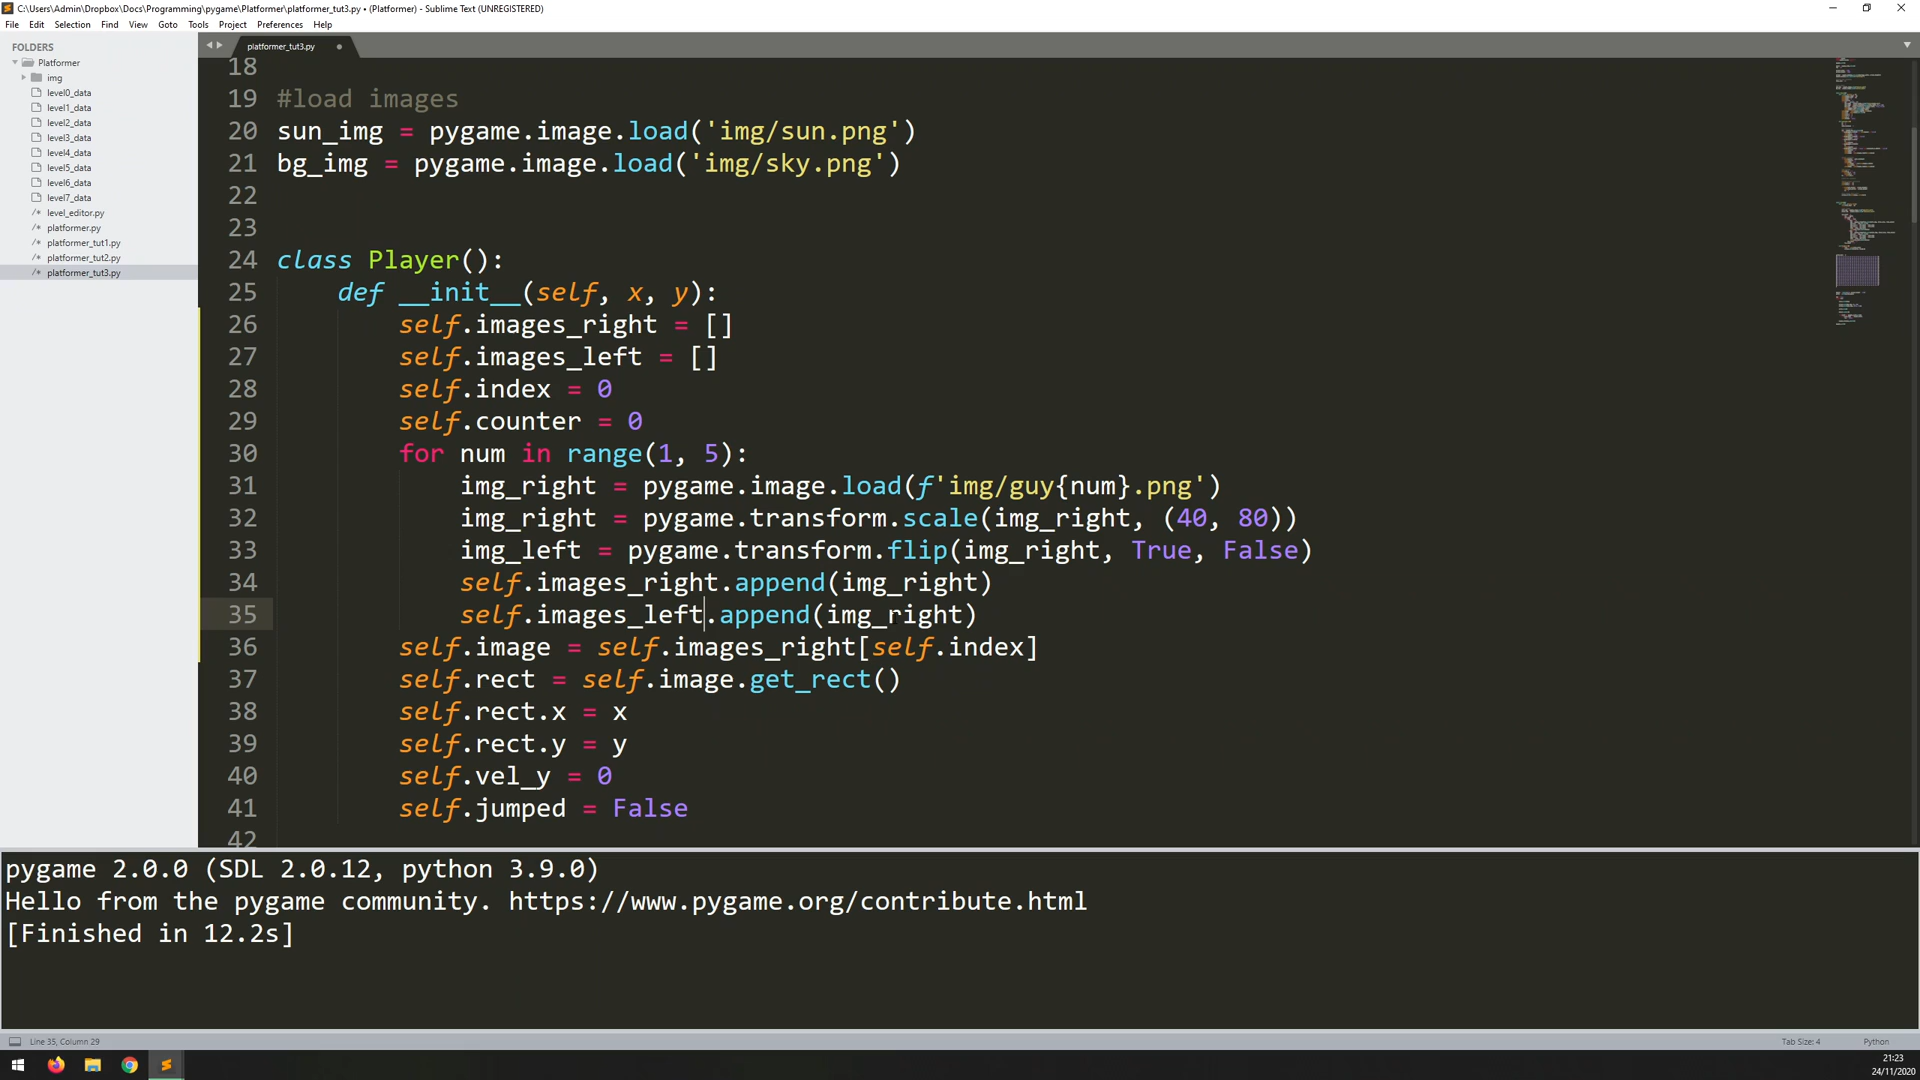 C:\Users\Admin\Dropbox\Docs\Programming\pygame\Platformer\platformer_tut3.py • (Platformer) - Sublime Text (UNREGISTERED)
File Edit Selection Find View Goto Tools Project Preferences Help
FOLDERS
Platformer
img
level0_data
level1_data
level2_data
level3_data
level4_data
level5_data
level6_data
level7_data
level_editor.py
platformer.py
platformer_tut1.py
platformer_tut2.py
platformer_tut3.py
platformer_tut3.py
18
19 #load images
20 sun_img = pygame.image.load('img/sun.png')
21 bg_img = pygame.image.load('img/sky.png')
22
23
24 class Player():
25 def __init__(self, x, y):
26 self.images_right = []
27 self.images_left = []
28 self.index = 0
29 self.counter = 0
30 for num in range(1, 5):
31 img_right = pygame.image.load(f'img/guy{num}.png')
32 img_right = pygame.transform.scale(img_right, (40, 80))
33 img_left = pygame.transform.flip(img_right, True, False)
34 self.images_right.append(img_right)
35 self.images_left.append(img_right)
36 self.image = self.images_right[self.index]
37 self.rect = self.image.get_rect()
38 self.rect.x = x
39 self.rect.y = y
40 self.vel_y = 0
41 self.jumped = False
42
pygame 2.0.0 (SDL 2.0.12, python 3.9.0)
Hello from the pygame community. https://www.pygame.org/contribute.html
[Finished in 12.2s]
Line 35, Column 29
Tab Size: 4
Python
21:23
24/11/2020